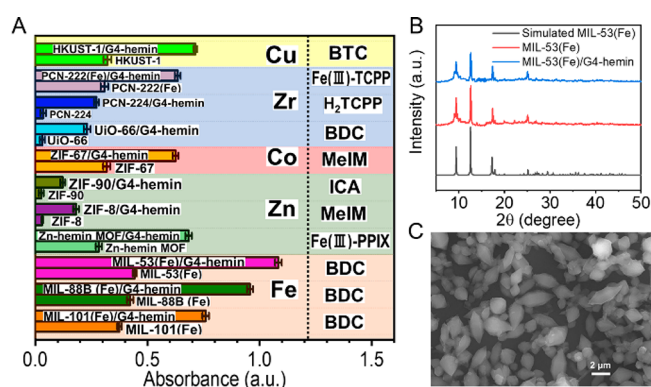 A
HKUST-1/G4-hemin
HKUST-1
Cu
BTC
PCN-222(Fe)/G4-hemin
PCN-222(Fe)
Fe(Ⅲ)-TCPP
PCN-224/G4-hemin
PCN-224
Zr
H₂TCPP
UiO-66/G4-hemin
UiO-66
BDC
ZIF-67/G4-hemin
ZIF-67
Co
MeIM
ZIF-90/G4-hemin
ZIF-90
ICA
ZIF-8/G4-hemin
ZIF-8
Zn
MeIM
Zn-hemin MOF/G4-hemin
Zn-hemin MOF
Fe(Ⅲ)-PPIX
MIL-53(Fe)/G4-hemin
MIL-53(Fe)
BDC
MIL-88B (Fe)/G4-hemin
MIL-88B (Fe)
Fe
BDC
MIL-101(Fe)/G4-hemin
MIL-101(Fe)
BDC
0.0 0.5 1.0 1.5
Absorbance (a.u.)
B
Simulated MIL-53(Fe)
MIL-53(Fe)
MIL-53(Fe)/G4-hemin
Intensity (a.u.)
10 20 30 40 50
2θ (degree)
C
2 μm